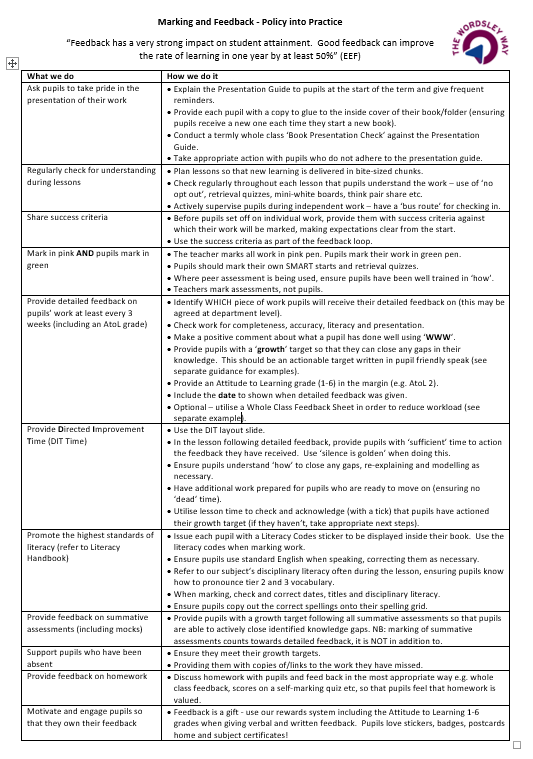 Marking and Feedback - Policy into Practice
“Feedback has a very strong impact on student attainment.  Good feedback can improve
the rate of learning in one year by at least 50%” (EEF)
THE WORDSLEY WAY
What we do
How we do it
Ask pupils to take pride in the
presentation of their work
• Explain the Presentation Guide to pupils at the start of the term and give frequent
reminders.
• Provide each pupil with a copy to glue to the inside cover of their book/folder (ensuring
pupils receive a new one each time they start a new book).
• Conduct a termly whole class ‘Book Presentation Check’ against the Presentation
Guide.
• Take appropriate action with pupils who do not adhere to the presentation guide.
Regularly check for understanding
during lessons
• Plan lessons so that new learning is delivered in bite-sized chunks.
• Check regularly throughout each lesson that pupils understand the work – use of ‘no
opt out’, retrieval quizzes, mini-white boards, think pair share etc.
• Actively supervise pupils during independent work – have a ‘bus route’ for checking in.
Share success criteria
• Before pupils set off on individual work, provide them with success criteria against
which their work will be marked, making expectations clear from the start.
• Use the success criteria as part of the feedback loop.
Mark in pink AND pupils mark in
green
• The teacher marks all work in pink pen. Pupils mark their work in green pen.
• Pupils should mark their own SMART starts and retrieval quizzes.
• Where peer assessment is being used, ensure pupils have been well trained in ‘how’.
• Teachers mark assessments, not pupils.
Provide detailed feedback on
pupils’ work at least every 3
weeks (including an AtoL grade)
• Identify WHICH piece of work pupils will receive their detailed feedback on (this may be
agreed at department level).
• Check work for completeness, accuracy, literacy and presentation.
• Make a positive comment about what a pupil has done well using ‘WWW’.
• Provide pupils with a ‘growth’ target so that they can close any gaps in their
knowledge.  This should be an actionable target written in pupil friendly speak (see
separate guidance for examples).
• Provide an Attitude to Learning grade (1-6) in the margin (e.g. AtoL 2).
• Include the date to shown when detailed feedback was given.
• Optional – utilise a Whole Class Feedback Sheet in order to reduce workload (see
separate example).
Provide Directed Improvement
Time (DIT Time)
• Use the DIT layout slide.
• In the lesson following detailed feedback, provide pupils with ‘sufficient’ time to action
the feedback they have received.  Use ‘silence is golden’ when doing this.
• Ensure pupils understand ‘how’ to close any gaps, re-explaining and modelling as
necessary.
• Have additional work prepared for pupils who are ready to move on (ensuring no
‘dead’ time).
• Utilise lesson time to check and acknowledge (with a tick) that pupils have actioned
their growth target (if they haven’t, take appropriate next steps).
Promote the highest standards of
literacy (refer to Literacy
Handbook)
• Issue each pupil with a Literacy Codes sticker to be displayed inside their book.  Use the
literacy codes when marking work.
• Ensure pupils use standard English when speaking, correcting them as necessary.
• Refer to our subject’s disciplinary literacy often during the lesson, ensuring pupils know
how to pronounce tier 2 and 3 vocabulary.
• When marking, check and correct dates, titles and disciplinary literacy.
• Ensure pupils copy out the correct spellings onto their spelling grid.
Provide feedback on summative
assessments (including mocks)
• Provide pupils with a growth target following all summative assessments so that pupils
are able to actively close identified knowledge gaps. NB: marking of summative
assessments counts towards detailed feedback, it is NOT in addition to.
Support pupils who have been
absent
• Ensure they meet their growth targets.
• Providing them with copies of/links to the work they have missed.
Provide feedback on homework
• Discuss homework with pupils and feed back in the most appropriate way e.g. whole
class feedback, scores on a self-marking quiz etc, so that pupils feel that homework is
valued.
Motivate and engage pupils so
that they own their feedback
• Feedback is a gift - use our rewards system including the Attitude to Learning 1-6
grades when giving verbal and written feedback.  Pupils love stickers, badges, postcards
home and subject certificates!